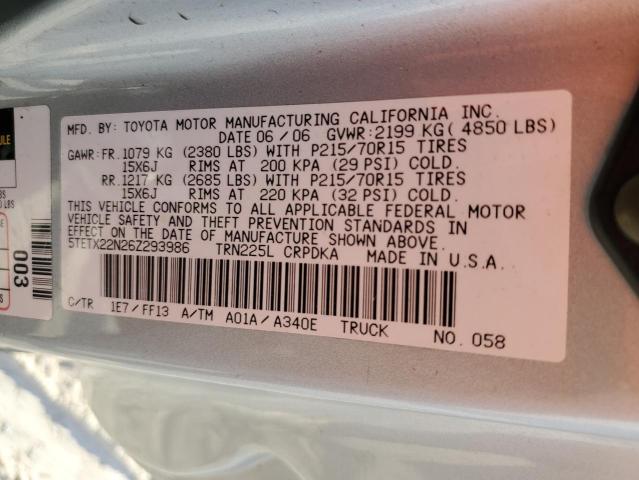 MFD. BY: TOYOTA MOTOR MANUFACTURING CALIFORNIA INC.
DATE 06 / 06 GVWR: 2199 KG( 4850 LBS)
GAWR: FR. 1079 KG (2380 LBS) WITH P215/70R15 TIRES
15X6J RIMS AT 200 KPA (29 PSI) COLD.
RR. 1217 KG (2685 LBS) WITH P215/70R15 TIRES
15X6J RIMS AT 220 KPA (32 PSI) COLD.
THIS VEHICLE CONFORMS TO ALL APPLICABLE FEDERAL MOTOR
VEHICLE SAFETY AND THEFT PREVENTION STANDARDS IN
EFFECT ON THE DATE OF MANUFACTURE SHOWN ABOVE.
5TETX22N26Z293986 TRN225L CRPDKA MADE IN U.S.A.
C/TR 1E7/FF13 A/TM A01A/A340E TRUCK NO. 058
003
LBS